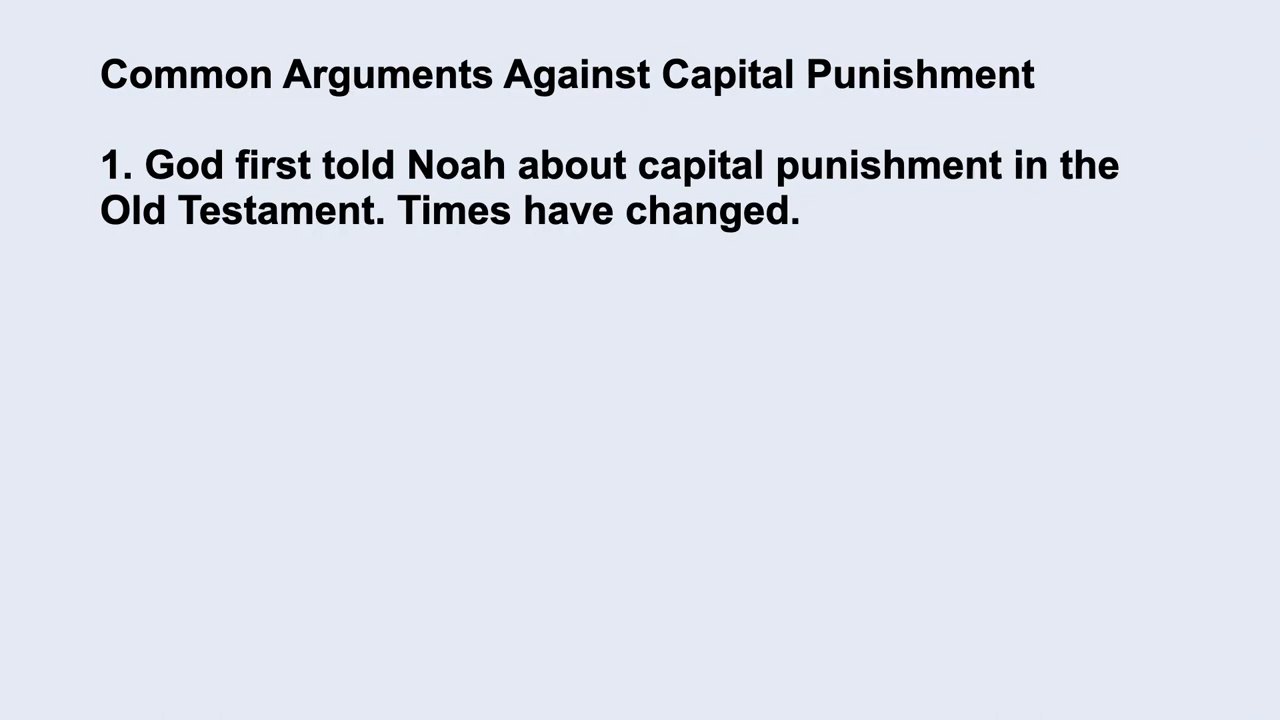 Common Arguments Against Capital Punishment
1. God first told Noah about capital punishment in the
Old Testament. Times have changed.